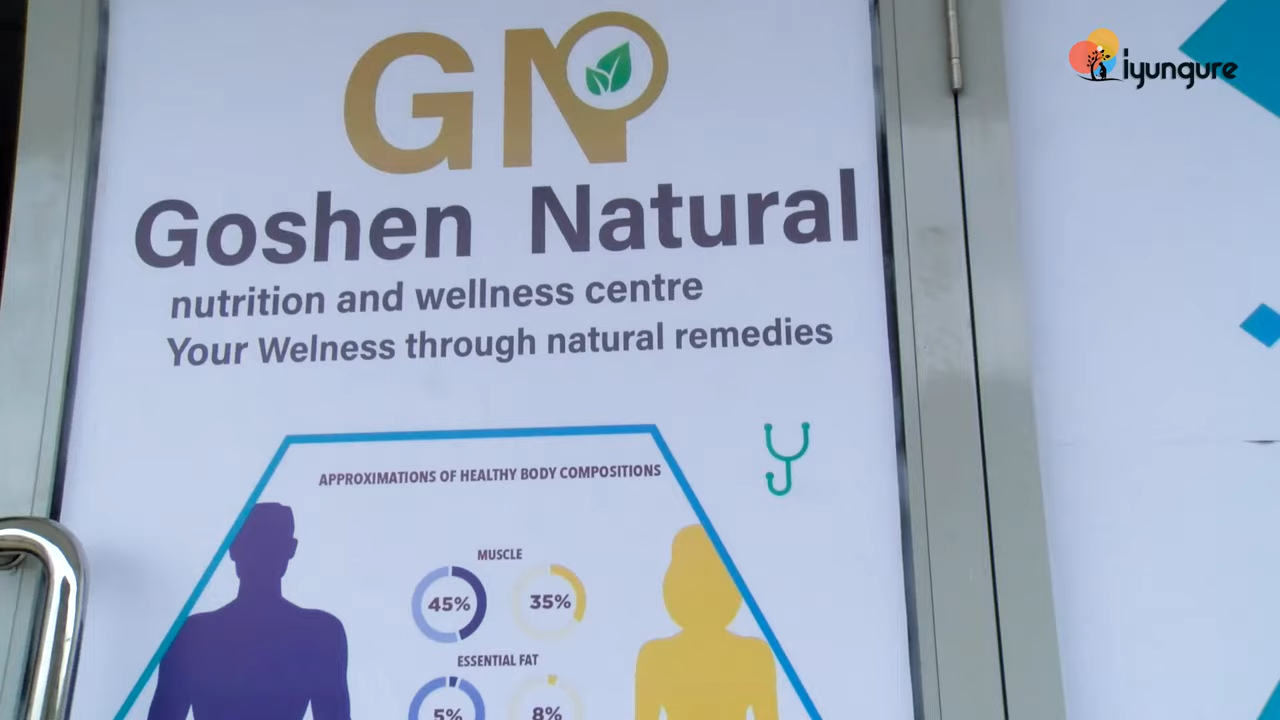 iyungure
GN
Goshen Natural
nutrition and wellness centre
Your Welness through natural remedies
APPROXIMATIONS OF HEALTHY BODY COMPOSITIONS
MUSCLE
45% 35%
ESSENTIAL FAT
5% 8%